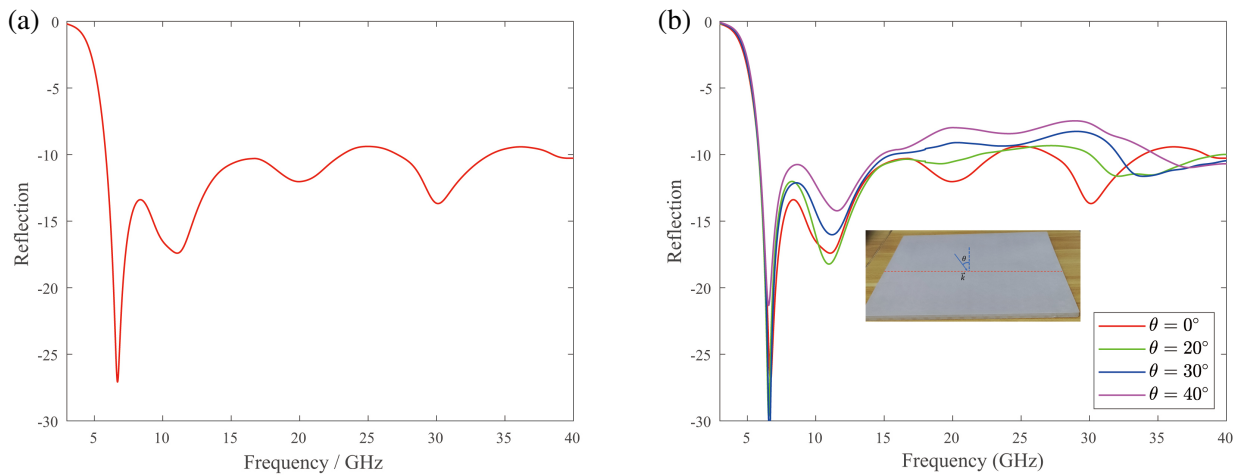 (a)
0
-5
-10
-15
-20
-25
-30
Reflection
5 10 15 20 25 30 35 40
Frequency / GHz
(b)
0
-5
-10
-15
-20
-25
-30
Reflection
θ
k
θ = 0°
θ = 20°
θ = 30°
θ = 40°
5 10 15 20 25 30 35 40
Frequency (GHz)